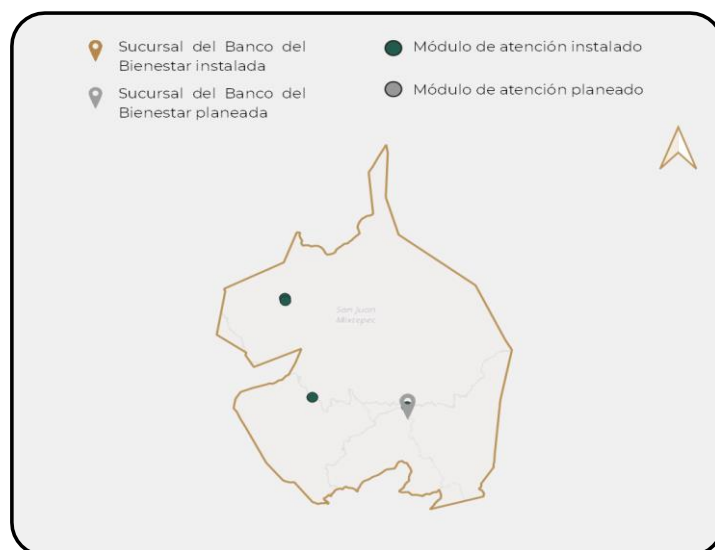 Sucursal del Banco del
Bienestar instalada
Sucursal del Banco del
Bienestar planeada
Módulo de atención instalado
Módulo de atención planeado
San Juan
Mixtepec